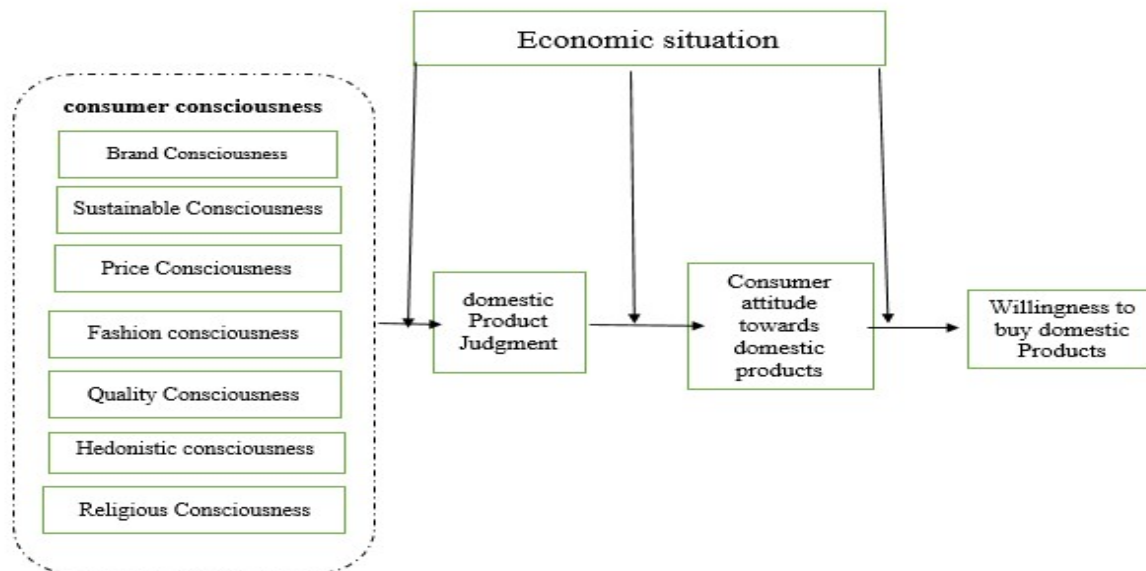 Economic situation
consumer consciousness
Brand Consciousness
Sustainable Consciousness
Price Consciousness
Fashion consciousness
Quality Consciousness
Hedonistic consciousness
Religious Consciousness
domestic
Product
Judgment
Consumer
attitude
towards
domestic
products
Willingness to
buy domestic
Products